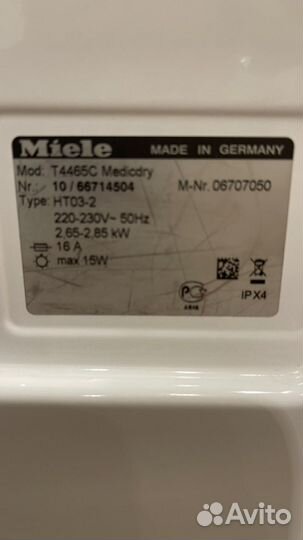 Miele MADE IN GERMANY
Mod: T4465C Medicdry
Nr.: 10 / 66714504 M-Nr. 06707050
Type: HT03-2
220-230V~ 50Hz
2,65-2,85 kW
16 A
max 15W
IPX4
Avito